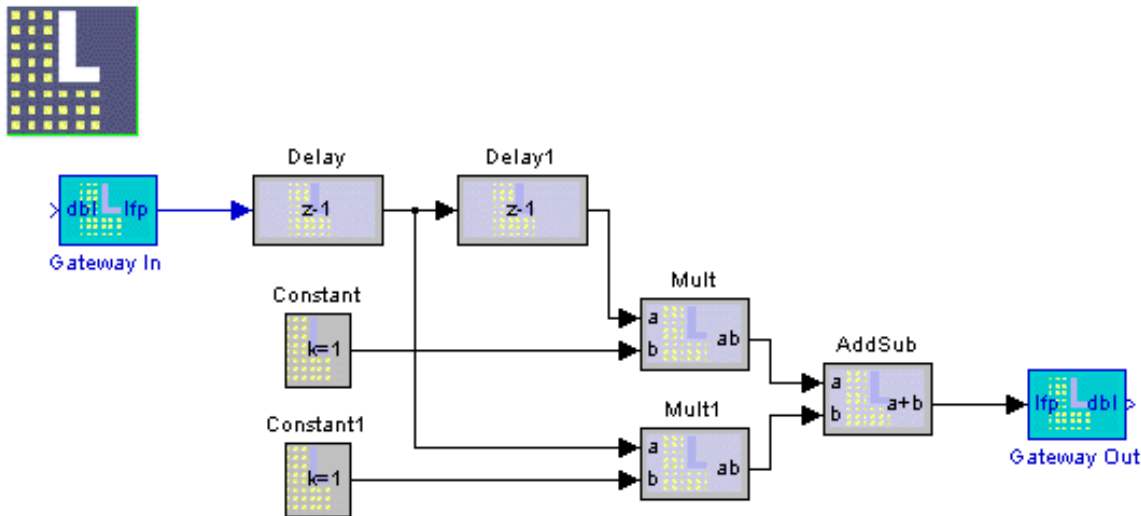 Delay
Delay1
dbl
lfp
z-1
z-1
Gateway In
Constant
Mult
k=1
a
b
ab
AddSub
a
b
a+b
lfp
dbl
Constant1
Mult1
k=1
a
b
ab
Gateway Out